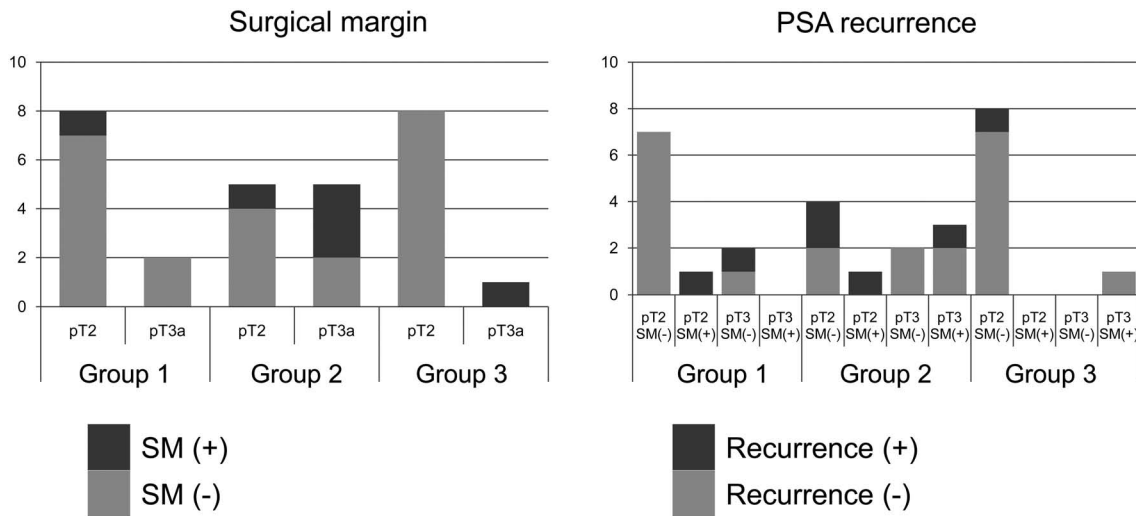 Surgical margin
10
8
6
4
2
0
pT2 pT3a pT2 pT3a pT2 pT3a
Group 1 Group 2 Group 3
SM (+)
SM (-)
PSA recurrence
10
8
6
4
2
0
pT2 pT2 pT3 pT3 pT2 pT2 pT3 pT3 pT2 pT2 pT3 pT3
SM(-) SM(+) SM(-) SM(+) SM(-) SM(+) SM(-) SM(+) SM(-) SM(+) SM(-) SM(+)
Group 1 Group 2 Group 3
Recurrence (+)
Recurrence (-)